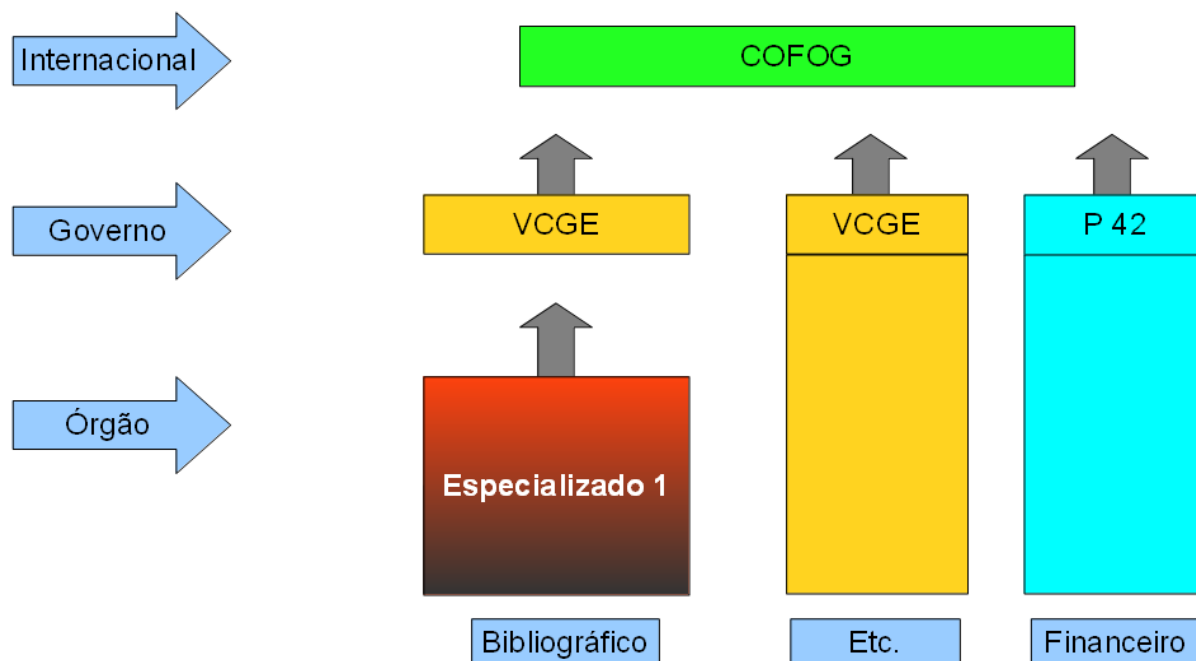 Internacional
COFOG
Governo
VCGE
VCGE
P 42
Órgão
Especializado 1
Bibliográfico
Etc.
Financeiro